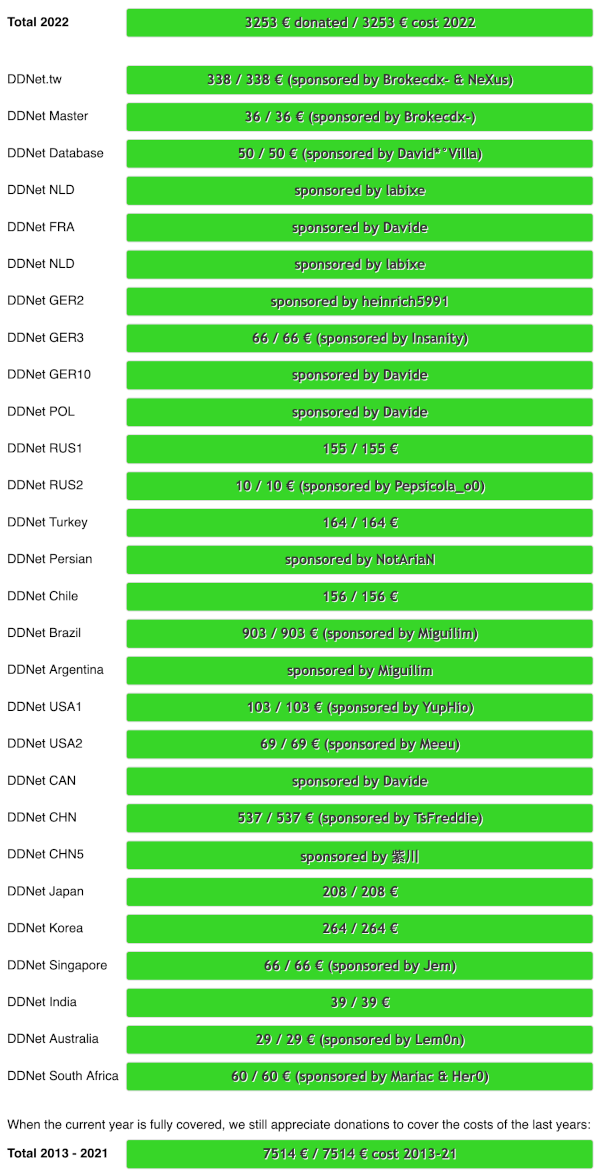 Total 2022 3253 € donated / 3253 € cost 2022
DDNet.tw 338 / 338 € (sponsored by Brokecdx- & NeXus)
DDNet Master 36 / 36 € (sponsored by Brokecdx-)
DDNet Database 50 / 50 € (sponsored by David*°Villa)
DDNet NLD sponsored by labixe
DDNet FRA sponsored by Davide
DDNet NLD sponsored by labixe
DDNet GER2 sponsored by heinrich5991
DDNet GER3 66 / 66 € (sponsored by Insanity)
DDNet GER10 sponsored by Davide
DDNet POL sponsored by Davide
DDNet RUS1 155 / 155 €
DDNet RUS2 10 / 10 € (sponsored by Pepsicola_o0)
DDNet Turkey 164 / 164 €
DDNet Persian sponsored by NotAriaN
DDNet Chile 156 / 156 €
DDNet Brazil 903 / 903 € (sponsored by Miguilim)
DDNet Argentina sponsored by Miguilim
DDNet USA1 103 / 103 € (sponsored by YupHio)
DDNet USA2 69 / 69 € (sponsored by Meeu)
DDNet CAN sponsored by Davide
DDNet CHN 537 / 537 € (sponsored by TsFreddie)
DDNet CHN5 sponsored by 紫川
DDNet Japan 208 / 208 €
DDNet Korea 264 / 264 €
DDNet Singapore 66 / 66 € (sponsored by Jem)
DDNet India 39 / 39 €
DDNet Australia 29 / 29 € (sponsored by Lem0n)
DDNet South Africa 60 / 60 € (sponsored by Mariac & Her0)
When the current year is fully covered, we still appreciate donations to cover the costs of the last years:
Total 2013 - 2021 7514 € / 7514 € cost 2013-21